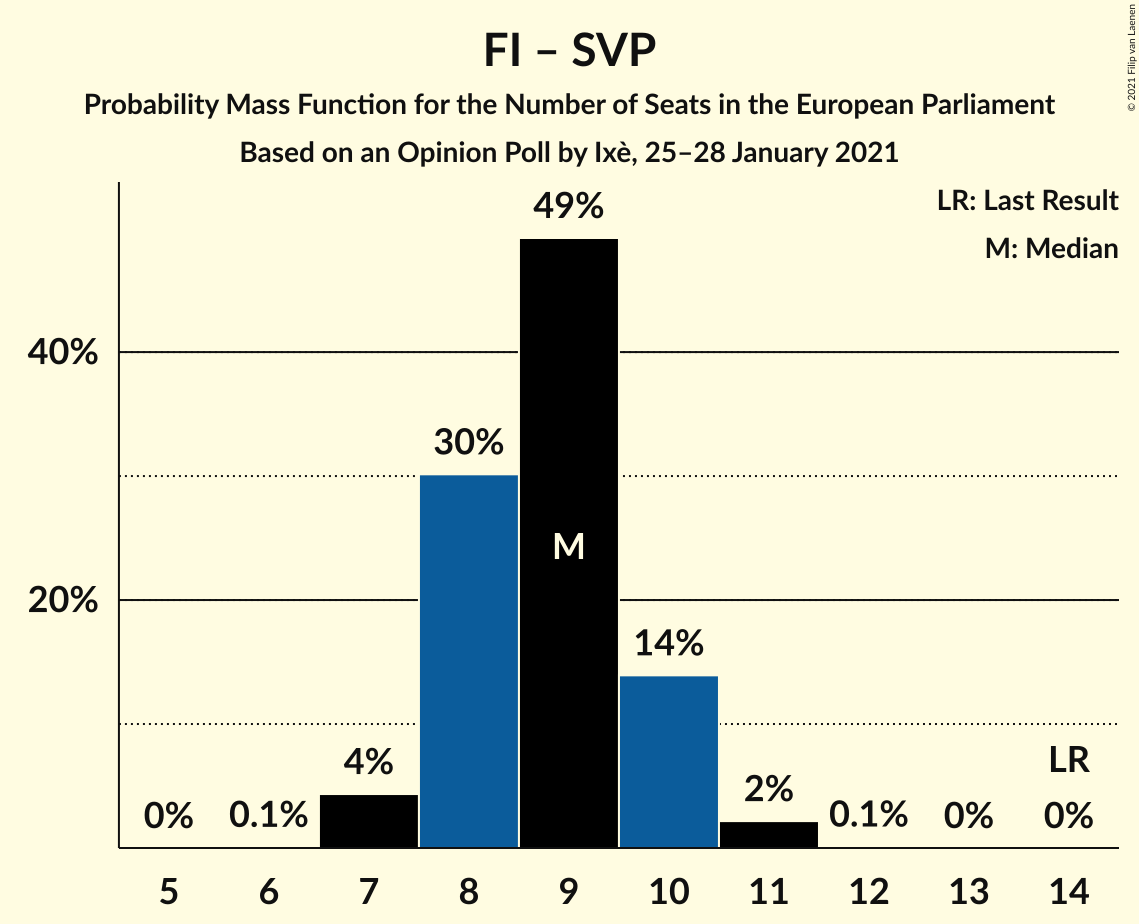 FI – SVP
Probability Mass Function for the Number of Seats in the European Parliament
Based on an Opinion Poll by Ixè, 25–28 January 2021
© 2021 Filip van Laenen
LR: Last Result
M: Median
49%
40%
30%
M
20%
14%
4%
LR
2%
0%
0.1%
0.1%
0%
0%
5 6 7 8 9 10 11 12 13 14